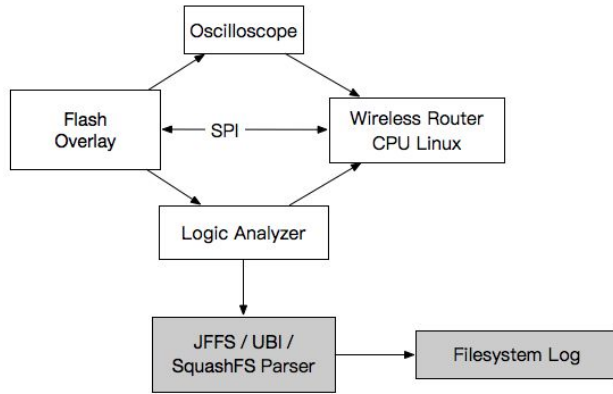 Oscilloscope
Flash
Overlay
SPI
Wireless Router
CPU Linux
Logic Analyzer
JFFS / UBI /
SquashFS Parser
Filesystem Log